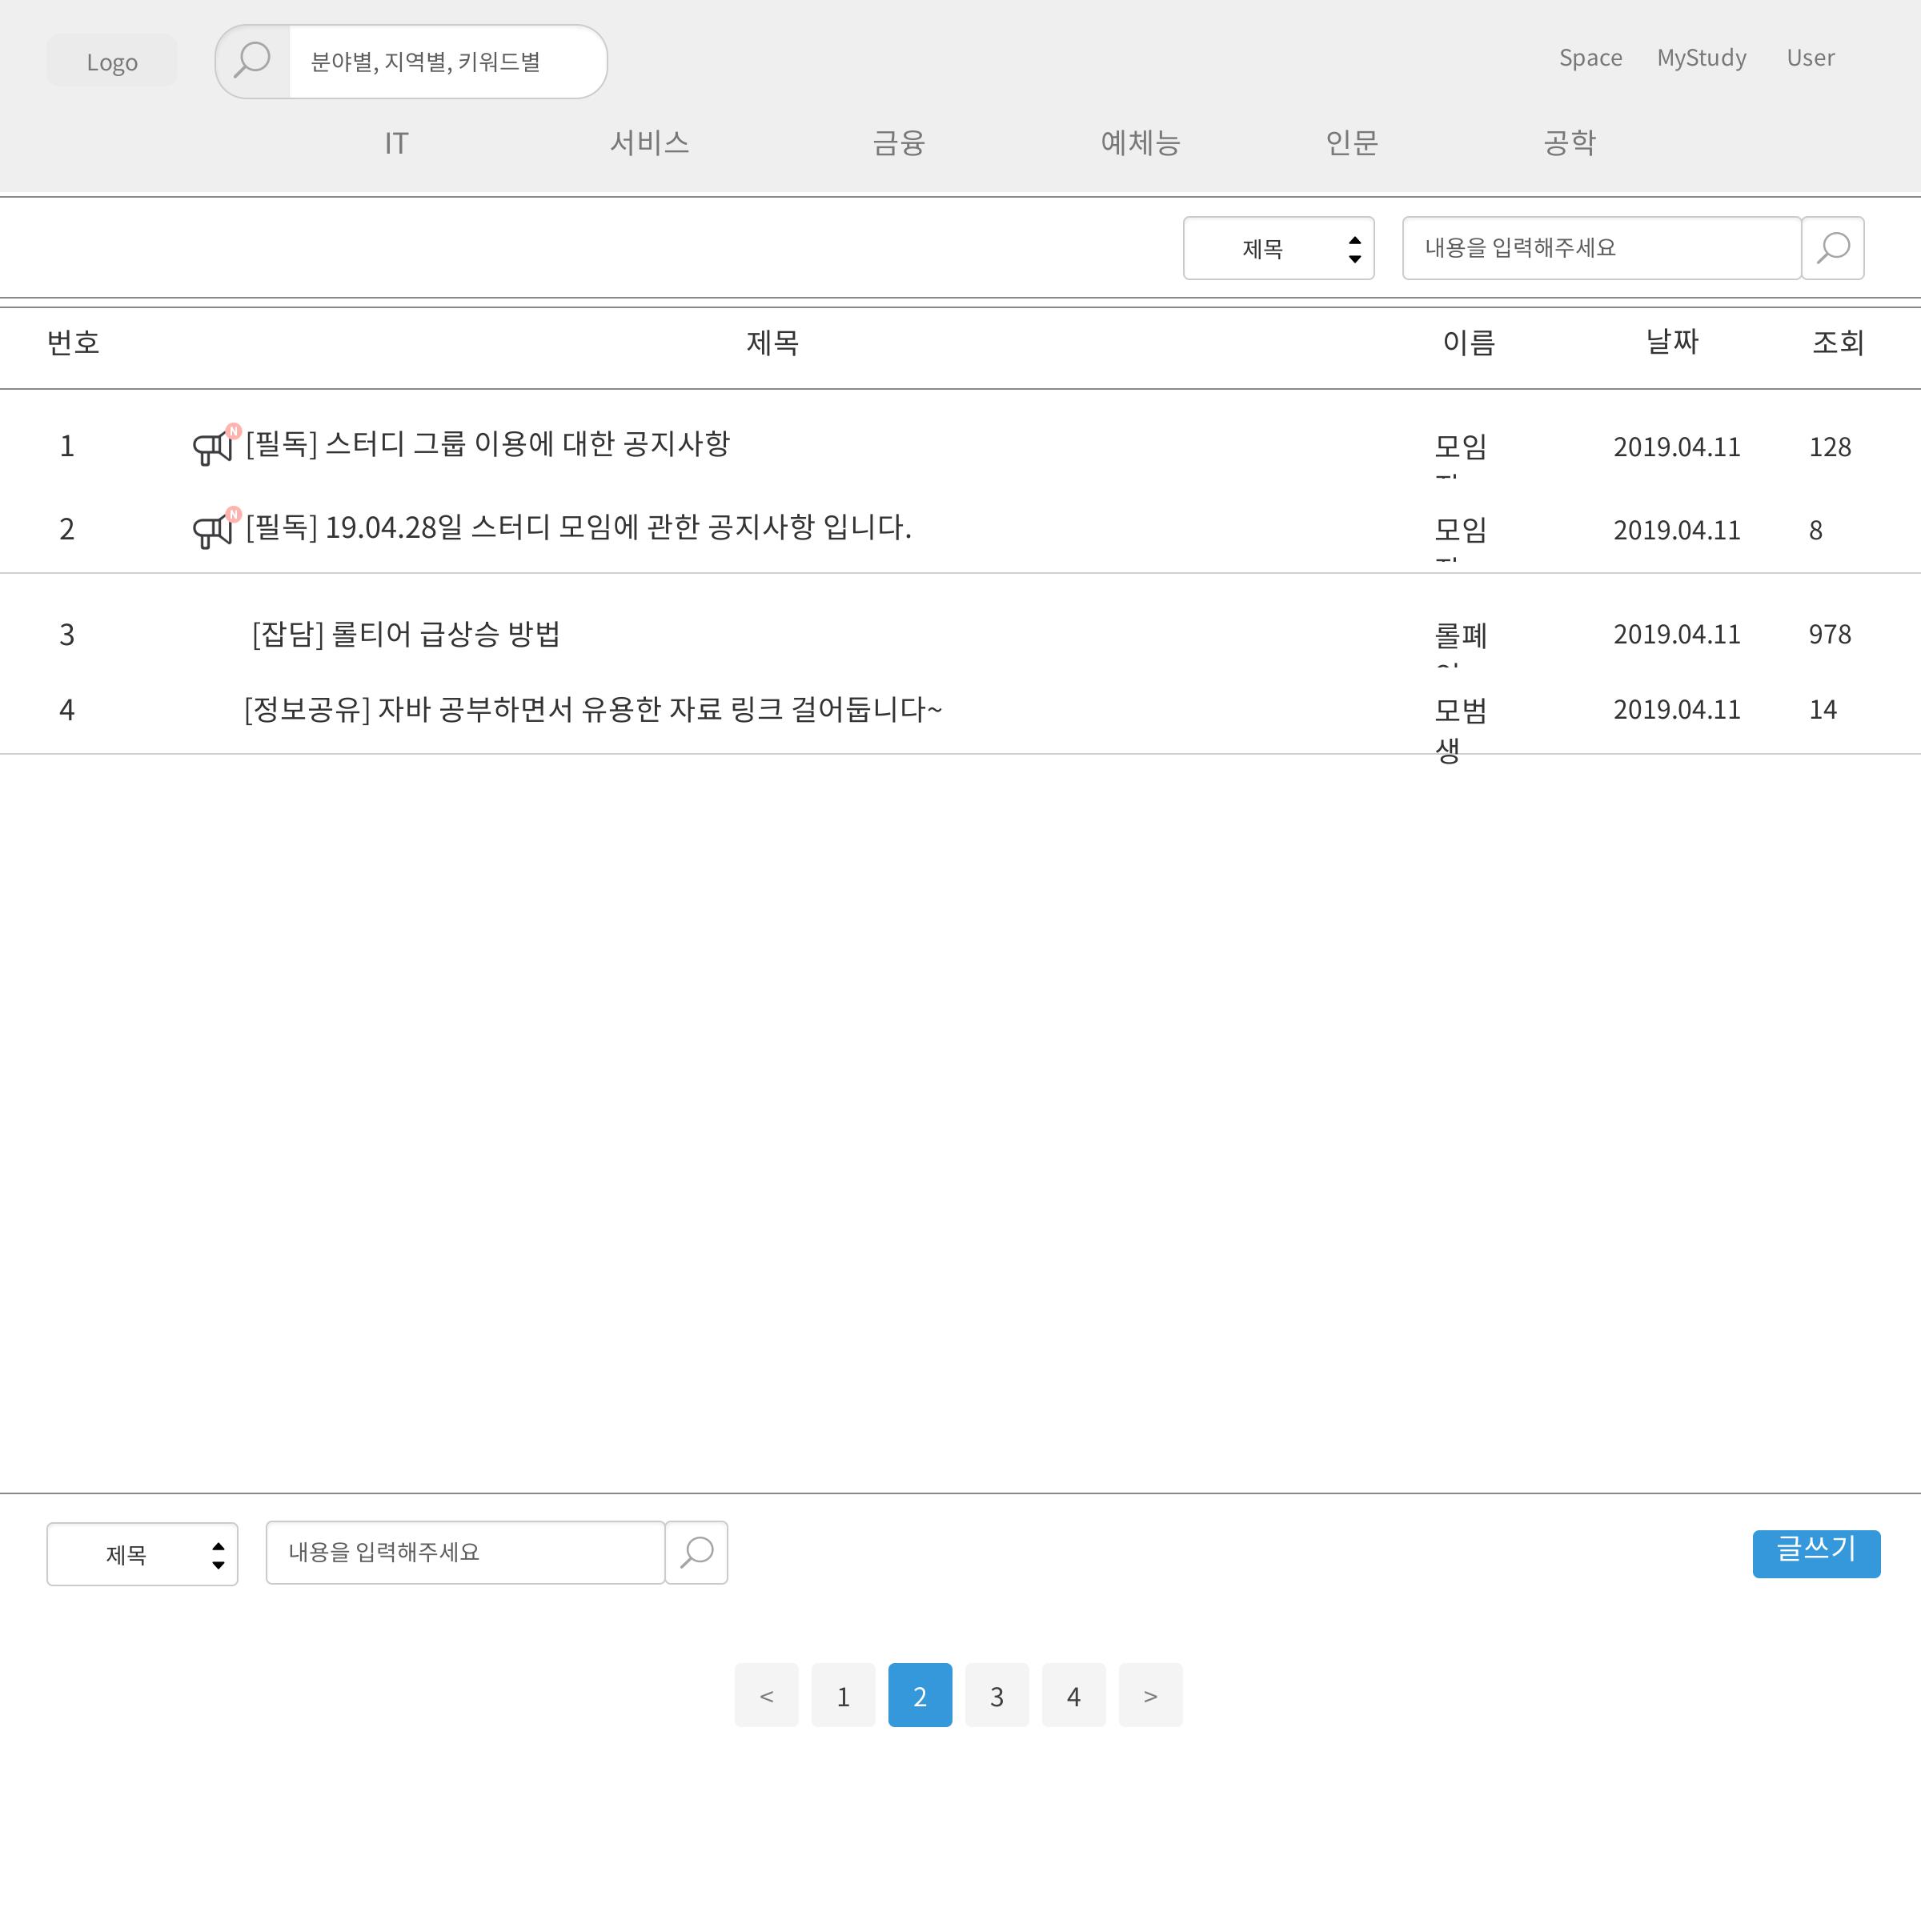 Logo
분야별, 지역별, 키워드별
Space MyStudy User
IT 서비스 금융 예체능 인문 공학
제목 내용을 입력해주세요
번호 제목 이름 날짜 조회
1 N [필독] 스터디 그룹 이용에 대한 공지사항 모임 2019.04.11 128
2 N [필독] 19.04.28일 스터디 모임에 관한 공지사항 입니다. 모임 2019.04.11 8
3 [잡담] 롤티어 급상승 방법 롤폐 2019.04.11 978
4 [정보공유] 자바 공부하면서 유용한 자료 링크 걸어둡니다~ 모범 2019.04.11 14
생
제목 내용을 입력해주세요 글쓰기
< 1 2 3 4 >